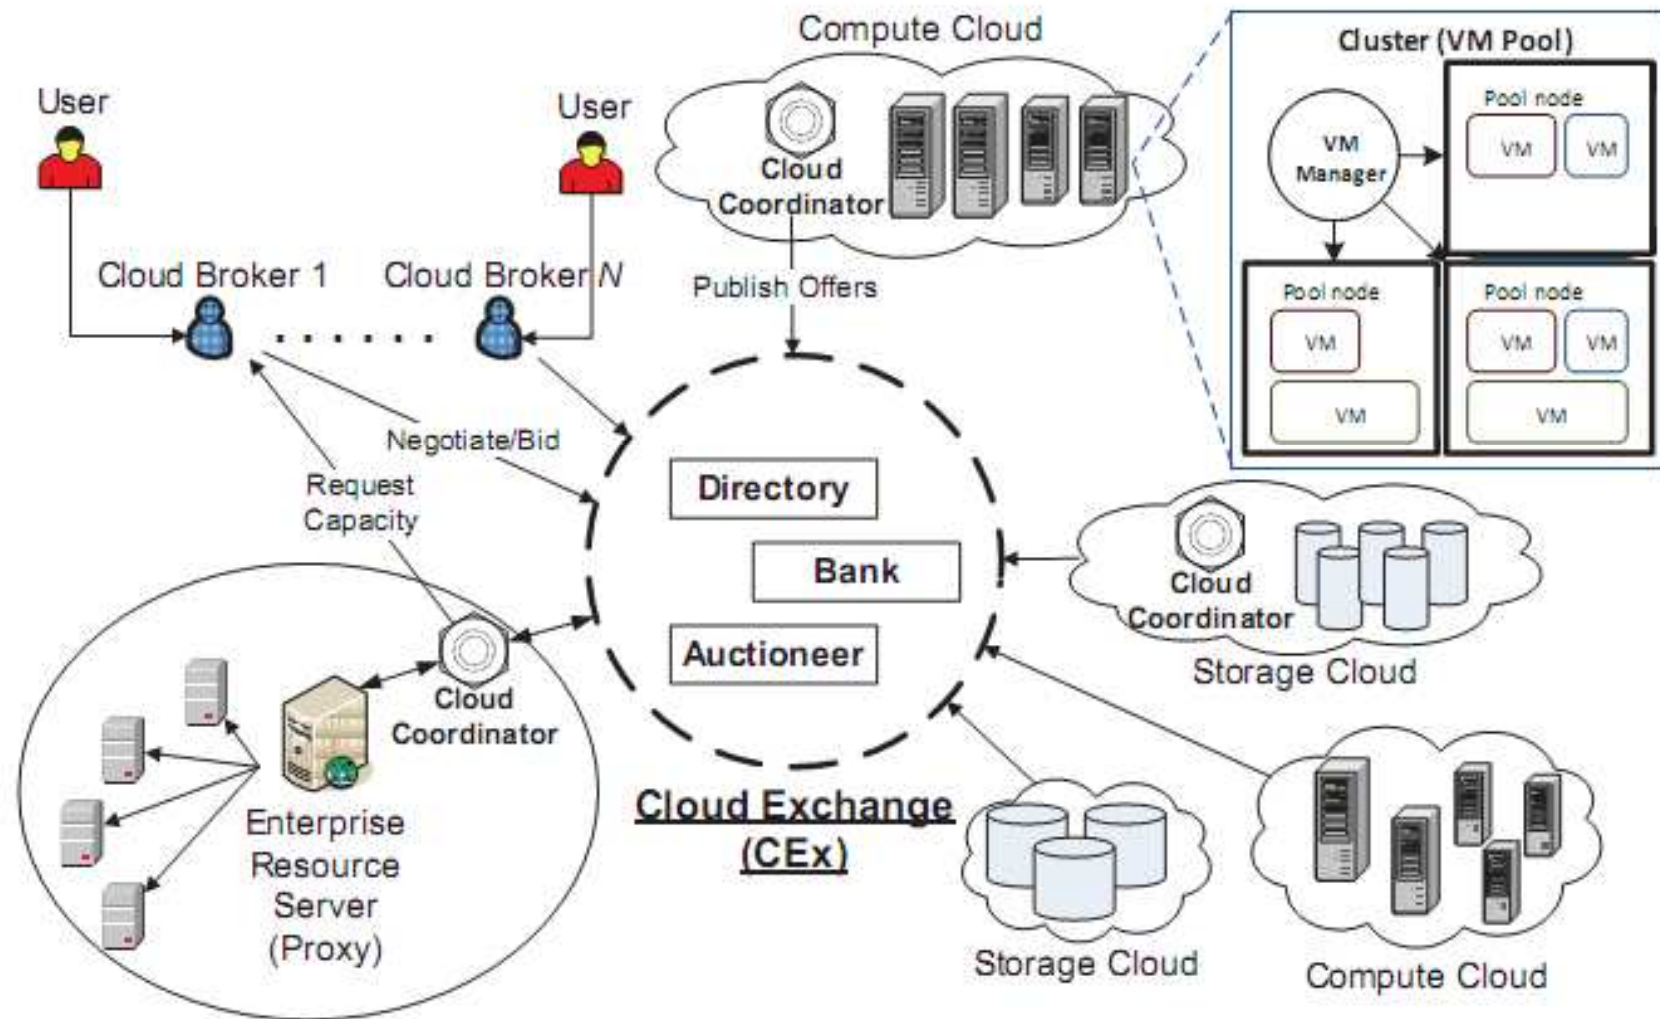 Compute Cloud
Cluster (VM Pool)
User
User
Pool node
VM
VM
VM
Manager
Cloud
Coordinator
Cloud Broker 1
Cloud Broker N
Publish Offers
Pool node
VM
VM
Pool node
VM
VM
VM
Negotiate/Bid
Request
Capacity
Directory
Bank
Auctioneer
Cloud
Coordinator
Storage Cloud
Cloud
Coordinator
Enterprise
Resource
Server
(Proxy)
Cloud Exchange
(CEx)
Storage Cloud
Compute Cloud